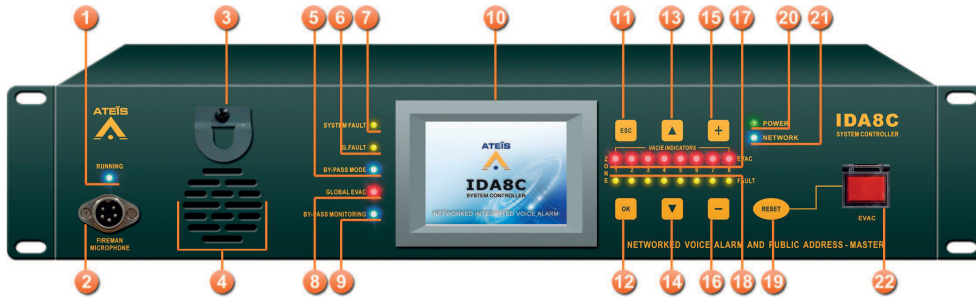 1
3
5
6
7
10
11
13
15
17
20
21
ATEÏS
RUNNING
FIREMAN
MICROPHONE
SYSTEM FAULT
G.FAULT
BY-PASS MODE
GLOBAL EVAC
BY-PASS MONITORING
ATEÏS
IDA8C
SYSTEM CONTROLLER
NETWORKED INTEGRATED VOICE ALARM
ESC
▲
+
VACIE INDICATORS
ZONE
EVAC
1 2 3 4 5 6 7 8
FAULT
OK
▼
−
POWER
NETWORK
RESET
IDA8C
SYSTEM CONTROLLER
EVAC
NETWORKED VOICE ALARM AND PUBLIC ADDRESS - MASTER
2
4
8
9
12
14
16
18
19
22